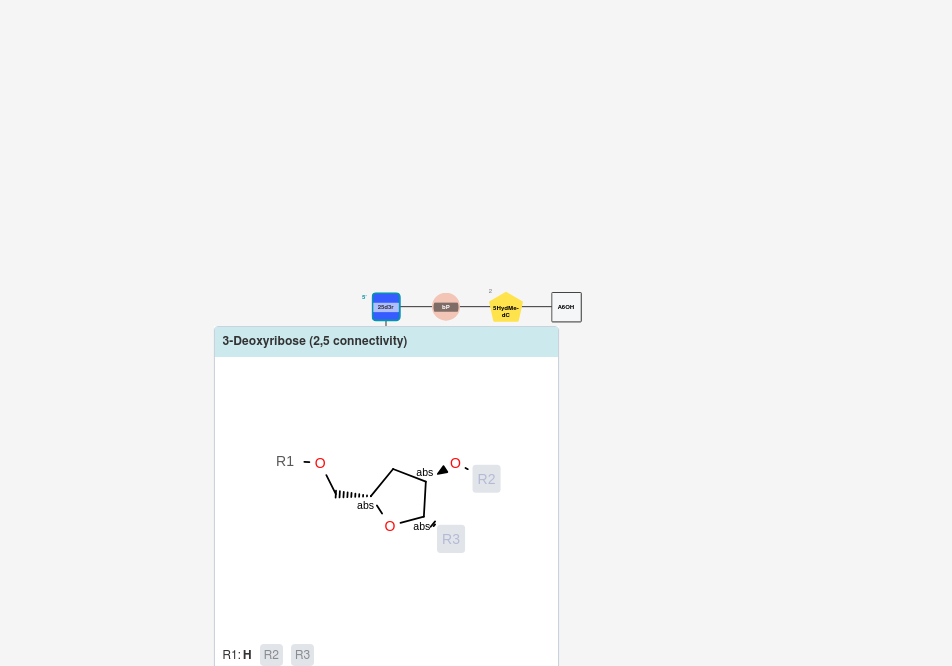 2
5'
25d3r
bP
5HydMe-
dC
A6OH
3-Deoxyribose (2,5 connectivity)
R1
O
abs
O
R2
abs
O
abs
R3
R1: H R2 R3